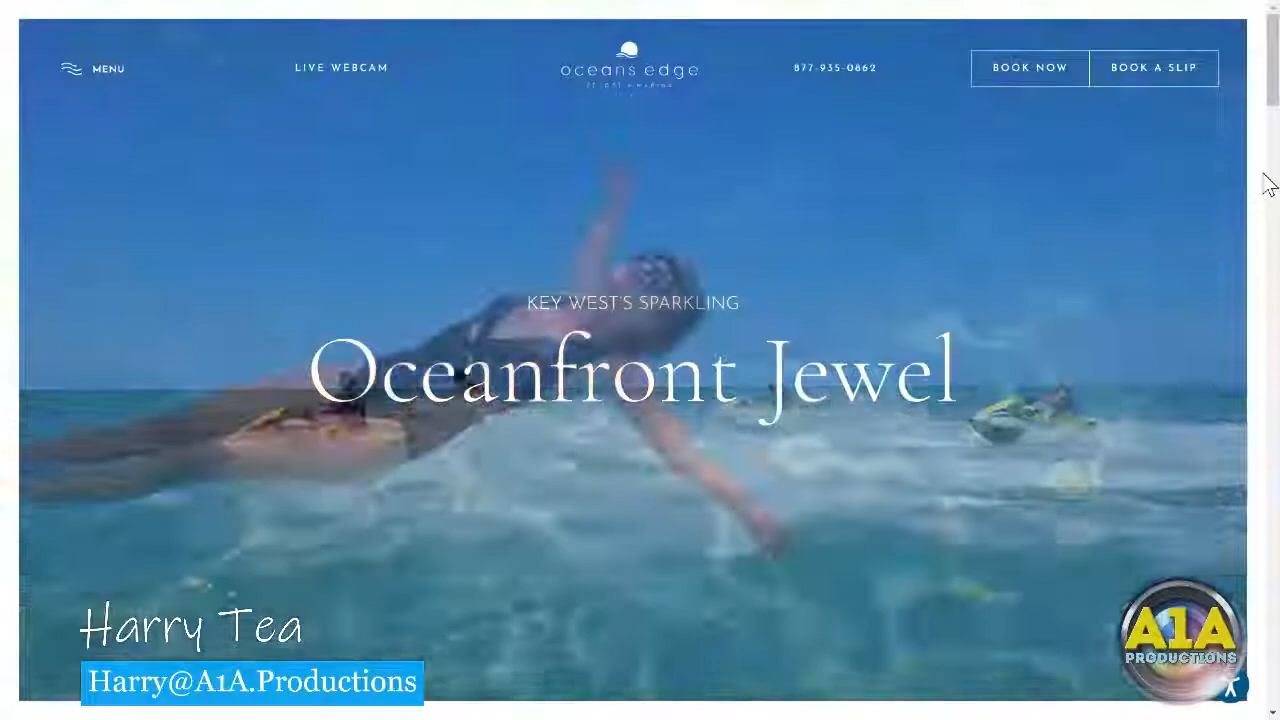 MENU
LIVE WEBCAM
oceans edge
877-935-0862
BOOK NOW
BOOK A SLIP
KEY WEST'S SPARKLING
Oceanfront Jewel
Harry Tea
Harry@A1A.Productions
A1A
PRODUCTIONS